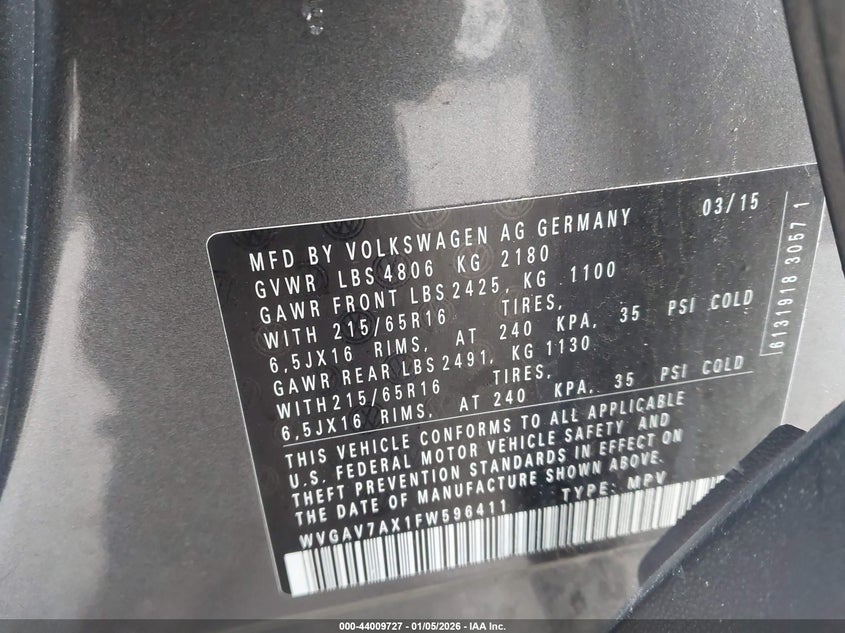 MFD BY VOLKSWAGEN AG GERMANY 03/15
GVWR LBS 4806 KG 2180
GAWR FRONT LBS 2425, KG 1100
WITH 215/65R16 TIRES,
6,5JX16 RIMS, AT 240 KPA, 35 PSI COLD
GAWR REAR LBS 2491, KG 1130
WITH 215/65R16 TIRES,
6,5JX16 RIMS, AT 240 KPA, 35 PSI COLD
THIS VEHICLE CONFORMS TO ALL APPLICABLE
U.S. FEDERAL MOTOR VEHICLE SAFETY AND
THEFT PREVENTION STANDARDS IN EFFECT ON
THE DATE OF MANUFACTURE SHOWN ABOVE.
WVGAV7AX1FW596411 TYPE: MPV
6131918 30571
000-44009727 - 01/05/2026 - IAA Inc.